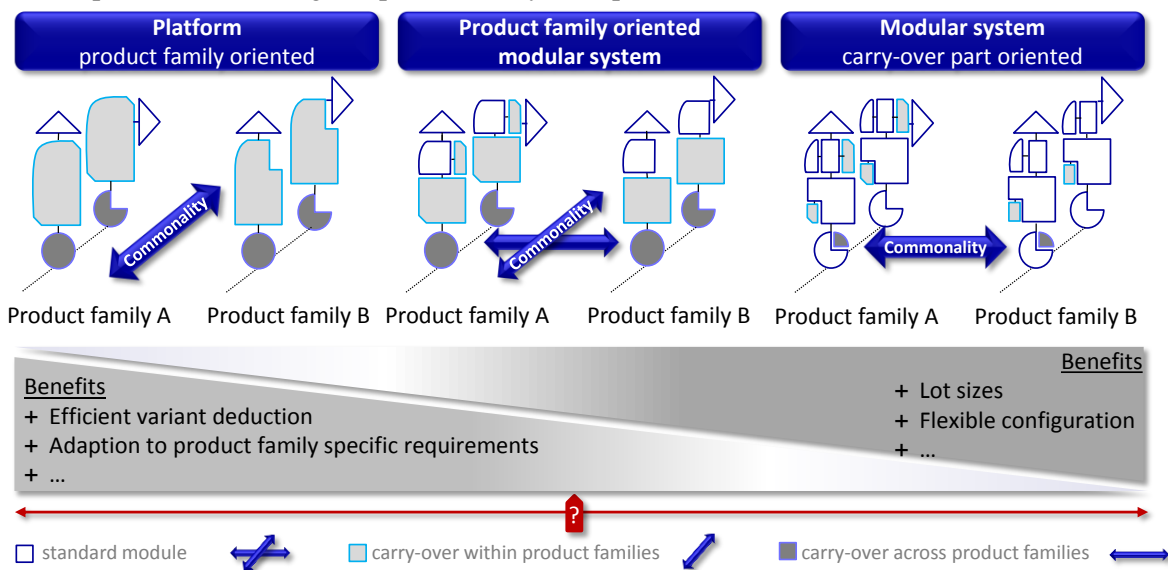 Platform
product family oriented
Product family oriented
modular system
Modular system
carry-over part oriented
Commonality
Commonality
Commonality
Product family A
Product family B
Product family A
Product family B
Product family A
Product family B
Benefits
+ Efficient variant deduction
+ Adaption to product family specific requirements
+ ...
Benefits
+ Lot sizes
+ Flexible configuration
+ ...
?
standard module
carry-over within product families
carry-over across product families